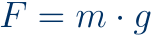 F = m · g